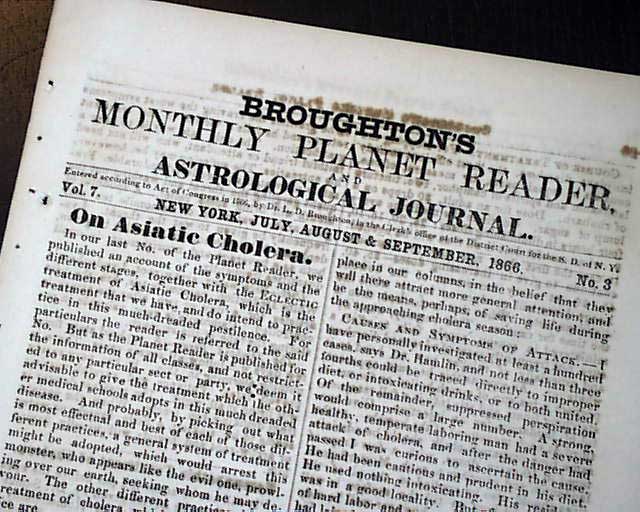 BROUGHTON'S
MONTHLY PLANET READER,
AND
ASTROLOGICAL JOURNAL.
Entered according to Act of Congress in 1866, by Dr. L. D. Broughton, in the Clerk's office of the District Court for the S. D. of N. Y.
Vol. 7. NEW YORK, JULY, AUGUST & SEPTEMBER, 1866. No. 3
On Asiatic Cholera.
In our last No. of the Planet Reader, we
published an account of the symptoms and the
different stages, together with the ECLECTIC
treatment of Asiatic Cholera, which is the
treatment that we have, and do intend to prac-
tice in this much-dreaded pestilence. For
particulars the reader is referred to the said
No. But as the Planet Reader is published for
the information of all classes, and not restrict-
ed to any particular sect or party, we deem it
advisable to give the treatment which the oth-
er medical schools adopts in this much dreaded
disease. And probably, by picking out what
is most effectual and best of each of those dif-
ferent practices, a general system of treatment
might be adopted, which would arrest this
monster, who appears like the evil one, prowl-
ing over our earth, seeking whom he may de-
vour. The other different practices
treatment of cholera
place in our columns, in the belief that they
will there attract more general attention, and
be the means, perhaps, of saving life during
the approaching cholera season:
CAUSES AND SYMPTOMS OF ATTACK.—I
have personally investigated at least a hundred
cases, says Dr. Hamlin, and not less than three
fourths could be traced directly to improper
diet, or intoxicating drinks, or to both united.
Of the remainder, suppressed perspiration
would comprise a large number. A strong,
healthy, temperate laboring man had a severe
attack of cholera, and after the danger had
passed I was curious to ascertain the cause.
He had been cautious and prudent in his diet.
He used nothing intoxicating. His
was in a good locality. But
of hard labor and